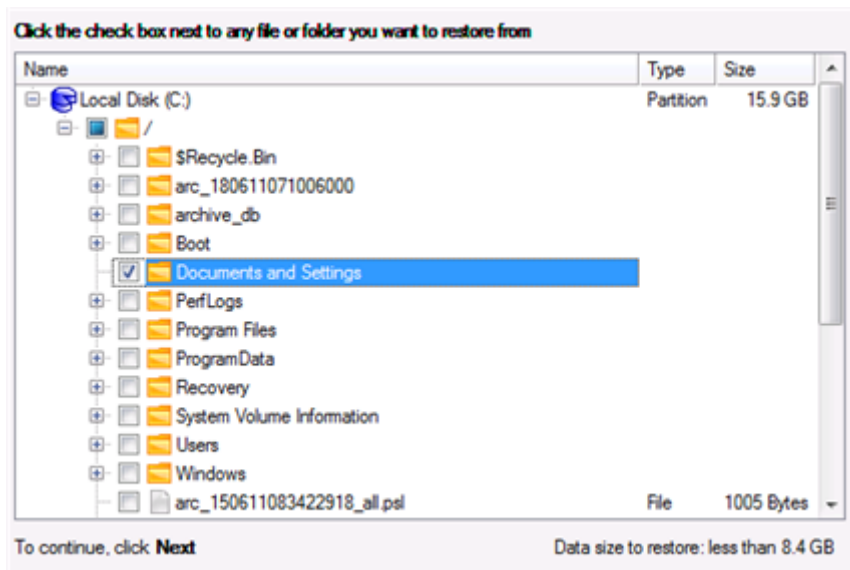 Click the check box next to any file or folder you want to restore from
Name Type Size
Local Disk (C:) Partition 15.9 GB
/
$Recycle.Bin
arc_180611071006000
archive_db
Boot
Documents and Settings
PerfLogs
Program Files
ProgramData
Recovery
System Volume Information
Users
Windows
arc_150611083422918_all.psl File 1005 Bytes
To continue, click Next Data size to restore: less than 8.4 GB